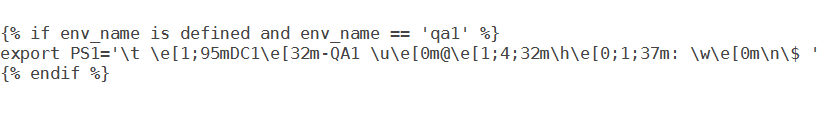 {% if env_name is defined and env_name == 'qa1' %}
export PS1='\t \e[1;95mDC1\e[32m-QA1 \u\e[0m@\e[1;4;32m\h\e[0;1;37m: \w\e[0m\n\$ '
{% endif %}